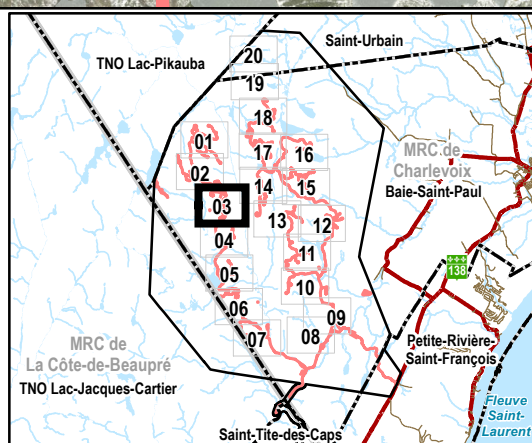 Saint-Urbain
TNO Lac-Pikauba
20
19
18
01
17
16
MRC de
Charlevoix
Baie-Saint-Paul
02
14
15
03
13
12
04
11
138
05
10
06
09
07
08
MRC de
La Côte-de-Beaupré
TNO Lac-Jacques-Cartier
Petite-Rivière-
Saint-François
Fleuve
Saint-
Laurent
Saint-Tite-des-Caps